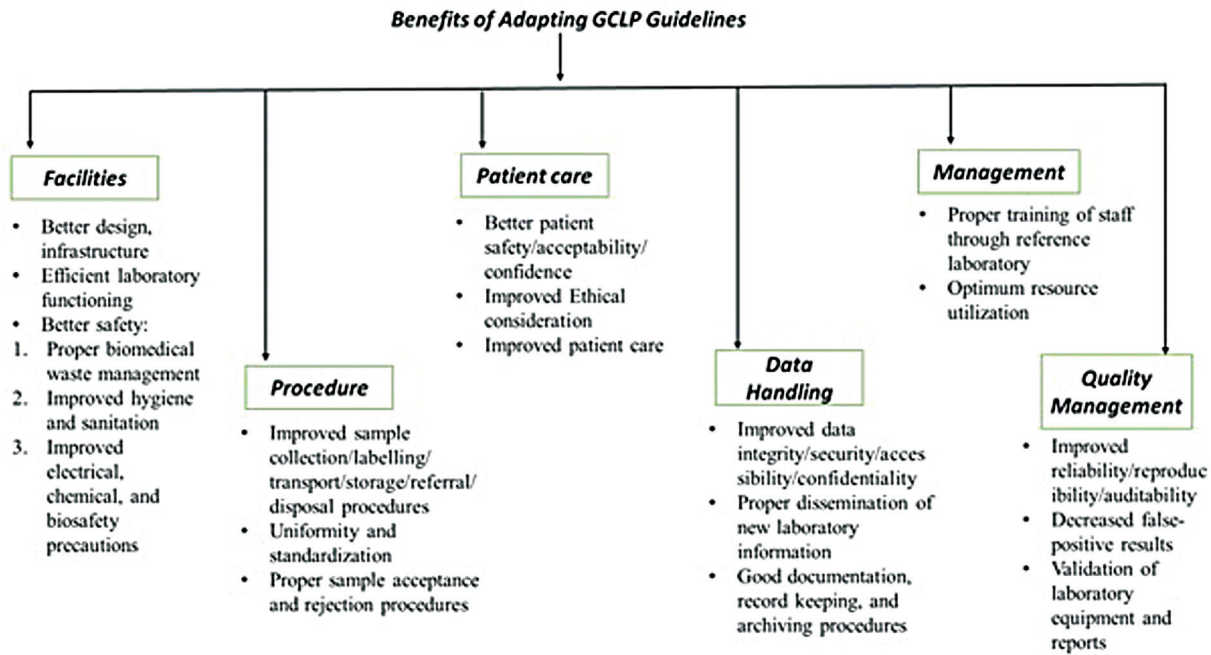 Benefits of Adapting GCLP Guidelines
Facilities
• Better design,
infrastructure
• Efficient laboratory
functioning
• Better safety:
1. Proper biomedical
waste management
2. Improved hygiene
and sanitation
3. Improved
electrical,
chemical, and
biosafety
precautions
Procedure
• Improved sample
collection/labelling/
transport/storage/referral/
disposal procedures
• Uniformity and
standardization
• Proper sample acceptance
and rejection procedures
Patient care
• Better patient
safety/acceptability/
confidence
• Improved Ethical
consideration
• Improved patient care
Data
Handling
• Improved data
integrity/security/acces
sibility/confidentiality
• Proper dissemination of
new laboratory
information
• Good documentation,
record keeping, and
archiving procedures
Management
• Proper training of staff
through reference
laboratory
• Optimum resource
utilization
Quality
Management
• Improved
reliability/reproduc
ibility/auditability
• Decreased false-
positive results
• Validation of
laboratory
equipment and
reports